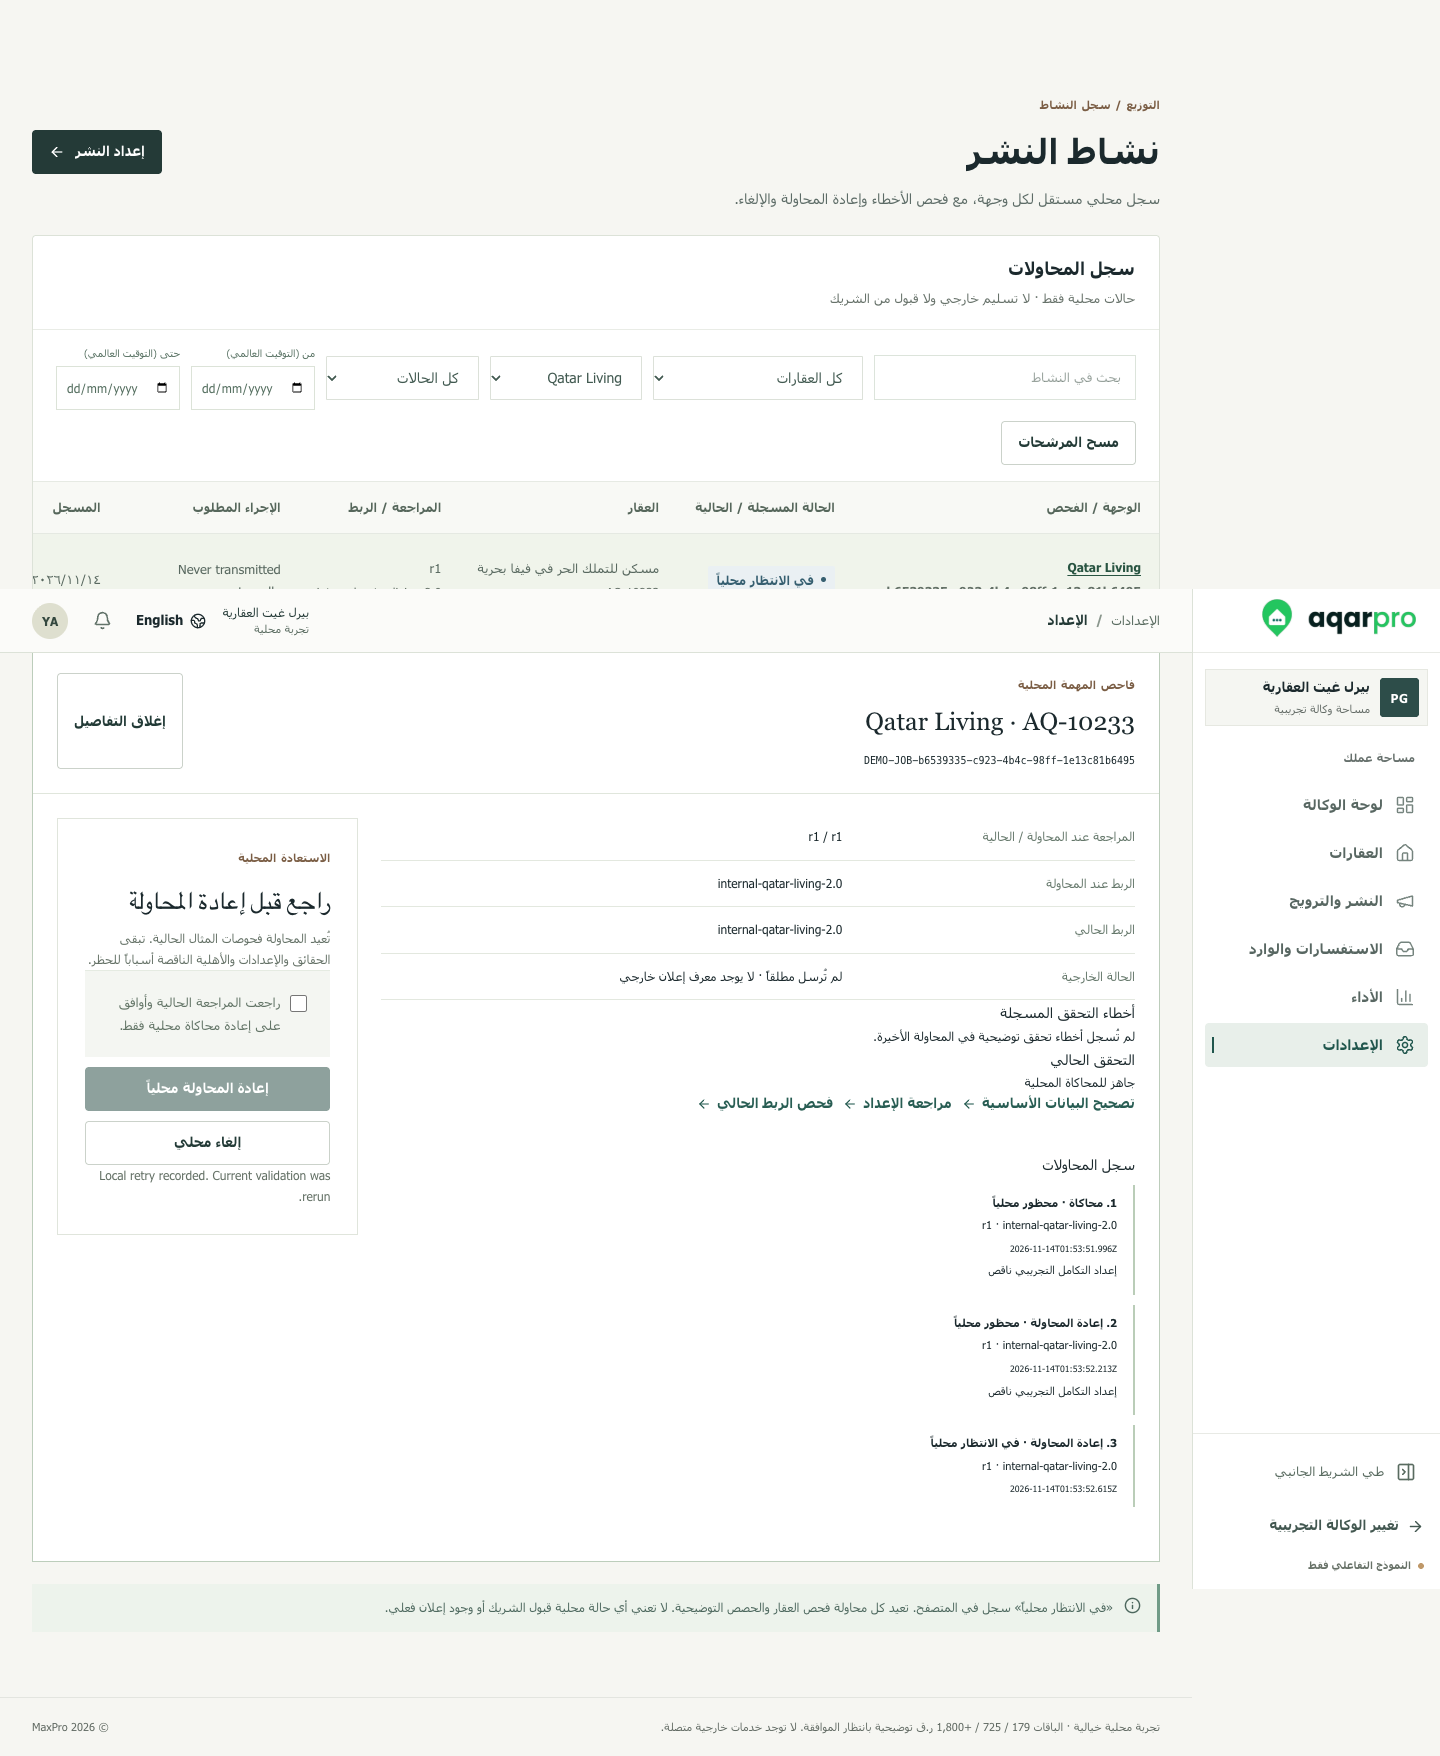 التوزيع / سجل النشاط
نشاط النشر
إعداد النشر
سجل محلي مستقل لكل وجهة، مع فحص الأخطاء وإعادة المحاولة والإلغاء.
سجل المحاولات
حالات محلية فقط · لا تسليم خارجي ولا قبول من الشريك
بحث في النشاط
كل العقارات
Qatar Living
كل الحالات
من (التوقيت العالمي)
dd/mm/yyyy
حتى (التوقيت العالمي)
dd/mm/yyyy
مسح المرشحات
الوجهة / الفحص
الحالة المسجلة / الحالية
العقار
المراجعة / الربط
الإجراء المطلوب
المسجل
Qatar Living
• في الانتظار محلياً
مسكن للتملك الحر في فيفا بحرية
r1
Never transmitted
٢٠٢٦/١١/١٤
aqarpro
الإعدادات / الإعداد
بيرل غيت العقارية
تجربة محلية
English
YA
PG
بيرل غيت العقارية
مساحة وكالة تجريبية
مساحة عملك
لوحة الوكالة
العقارات
النشر والترويج
الاستفسارات والوارد
الأداء
الإعدادات
طي الشريط الجانبي
تغيير الوكالة التجريبية
النموذج التفاعلي فقط
فاحص المهمة المحلية
Qatar Living · AQ-10233
DEMO-JOB-b6539335-c923-4b4c-98ff-1e13c81b6495
إغلاق التفاصيل
المراجعة عند المحاولة / الحالية
r1 / r1
الربط عند المحاولة
internal-qatar-living-2.0
الربط الحالي
internal-qatar-living-2.0
الحالة الخارجية
لم تُرسل مطلقاً · لا يوجد معرف إعلان خارجي
أخطاء التحقق المسجلة
لم تُسجل أخطاء تحقق توضيحية في المحاولة الأخيرة.
التحقق الحالي
جاهز للمحاكاة المحلية
تصحيح البيانات الأساسية
مراجعة الإعداد
فحص الربط الحالي
سجل المحاولات
1. محاكاة · محظور محلياً
r1 · internal-qatar-living-2.0
2026-11-14T01:53:51.996Z
إعداد التكامل التجريبي ناقص
2. إعادة المحاولة · محظور محلياً
r1 · internal-qatar-living-2.0
2026-11-14T01:53:52.213Z
إعداد التكامل التجريبي ناقص
3. إعادة المحاولة · في الانتظار محلياً
r1 · internal-qatar-living-2.0
2026-11-14T01:53:52.615Z
الاستعادة المحلية
راجع قبل إعادة المحاولة
تُعيد المحاولة فحوصات المثال الحالية. تبقى
الحقائق والإعدادات والأهلية الناقصة أسباباً للحظر.
راجعت المراجعة الحالية وأوافق
على إعادة محاكاة محلية فقط.
إعادة المحاولة محلياً
إلغاء محلي
Local retry recorded. Current validation was
rerun.
«في الانتظار محلياً» سجل في المتصفح. تعيد كل محاولة فحص العقار والحصص التوضيحية. لا تعني أي حالة محلية قبول الشريك أو وجود إعلان فعلي.
تجربة محلية خيالية · الباقات 179 / 725 / +1,800 ر.ق توضيحية بانتظار الموافقة. لا توجد خدمات خارجية متصلة.
© 2026 MaxPro